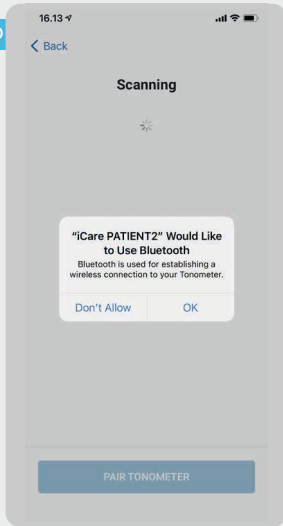 16.13
Back
Scanning
“iCare PATIENT2” Would Like
to Use Bluetooth
Bluetooth is used for establishing a
wireless connection to your Tonometer.
Don't Allow
OK
PAIR TONOMETER